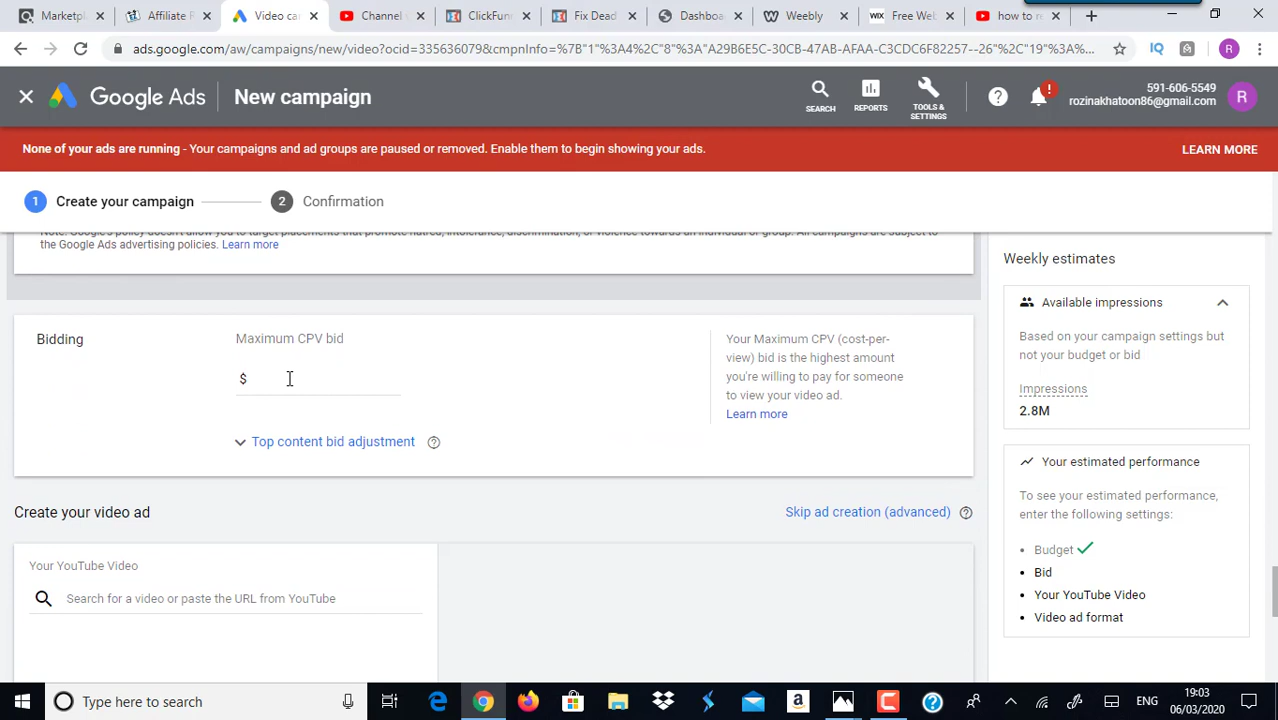 Marketpla
Affiliate P
Video car
Channel v
ClickFunn
Fix Dead
Dashboa
Weebly
Free Web
how to re
ads.google.com/aw/campaigns/new/video?ocid=335636079&cmpnInfo=%7B"1"%3A4%2C"8"%3A"A29B6E5C-30CB-47AB-AFAA-C3CDC6F82257--26"%2C"19"%3A%...
IQ
R
Google Ads
New campaign
SEARCH
REPORTS
TOOLS &
SETTINGS
591-606-5549
rozinakhatoon86@gmail.com
R
None of your ads are running - Your campaigns and ad groups are paused or removed. Enable them to begin showing your ads.
LEARN MORE
1 Create your campaign
2 Confirmation
Note: Google's policy doesn't allow you to target placements that promote hatred, intolerance, discrimination, or violence towards an individual or group. All campaigns are subject to
the Google Ads advertising policies. Learn more
Bidding
Maximum CPV bid
$
Top content bid adjustment
Your Maximum CPV (cost-per-
view) bid is the highest amount
you're willing to pay for someone
to view your video ad.
Learn more
Create your video ad
Skip ad creation (advanced)
Your YouTube Video
Search for a video or paste the URL from YouTube
Weekly estimates
Available impressions
Based on your campaign settings but
not your budget or bid
Impressions
2.8M
Your estimated performance
To see your estimated performance,
enter the following settings:
• Budget
• Bid
• Your YouTube Video
• Video ad format
Type here to search
ENG
19:03
06/03/2020